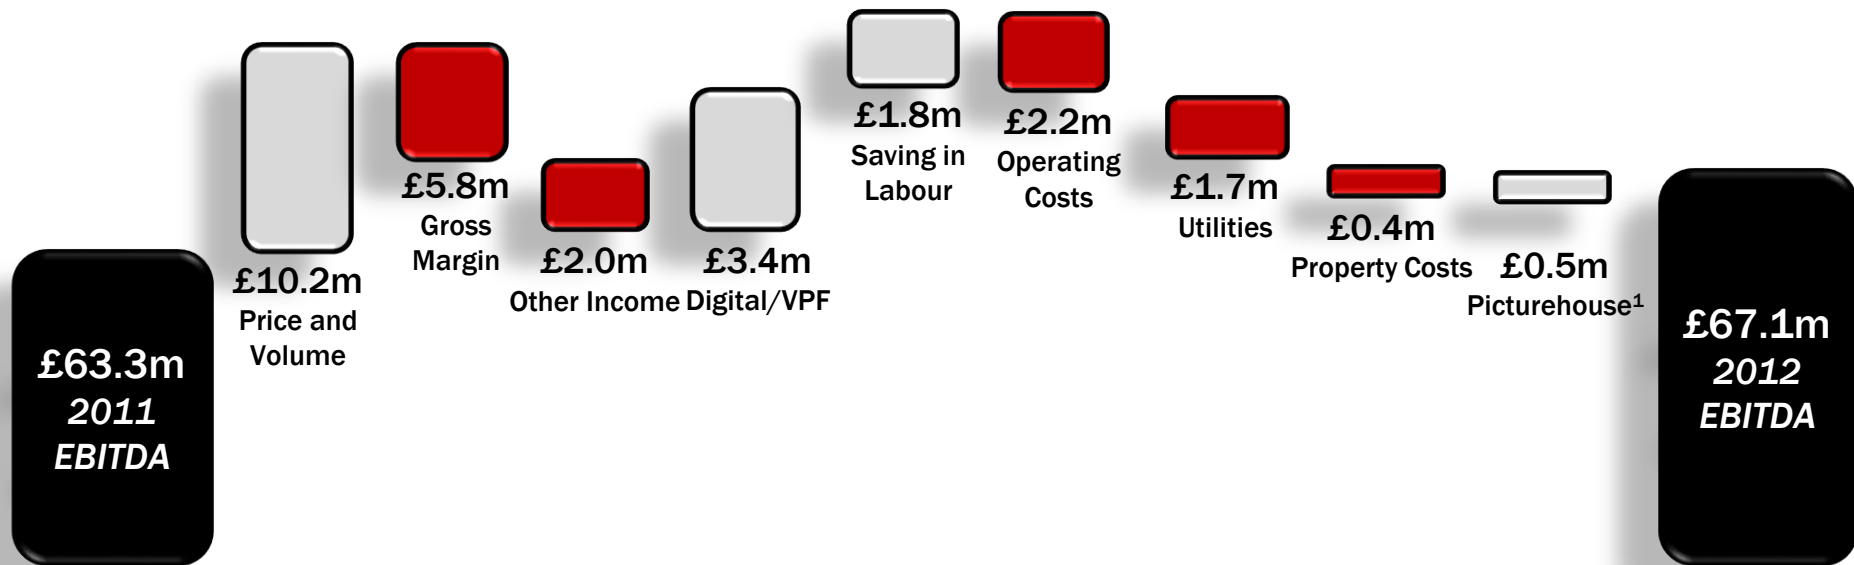 £63.3m
2011
EBITDA
£10.2m
Price and
Volume
£5.8m
Gross
Margin
£2.0m
Other Income
£3.4m
Digital/VPF
£1.8m
Saving in
Labour
£2.2m
Operating
Costs
£1.7m
Utilities
£0.4m
Property Costs
£0.5m
Picturehouse¹
£67.1m
2012
EBITDA